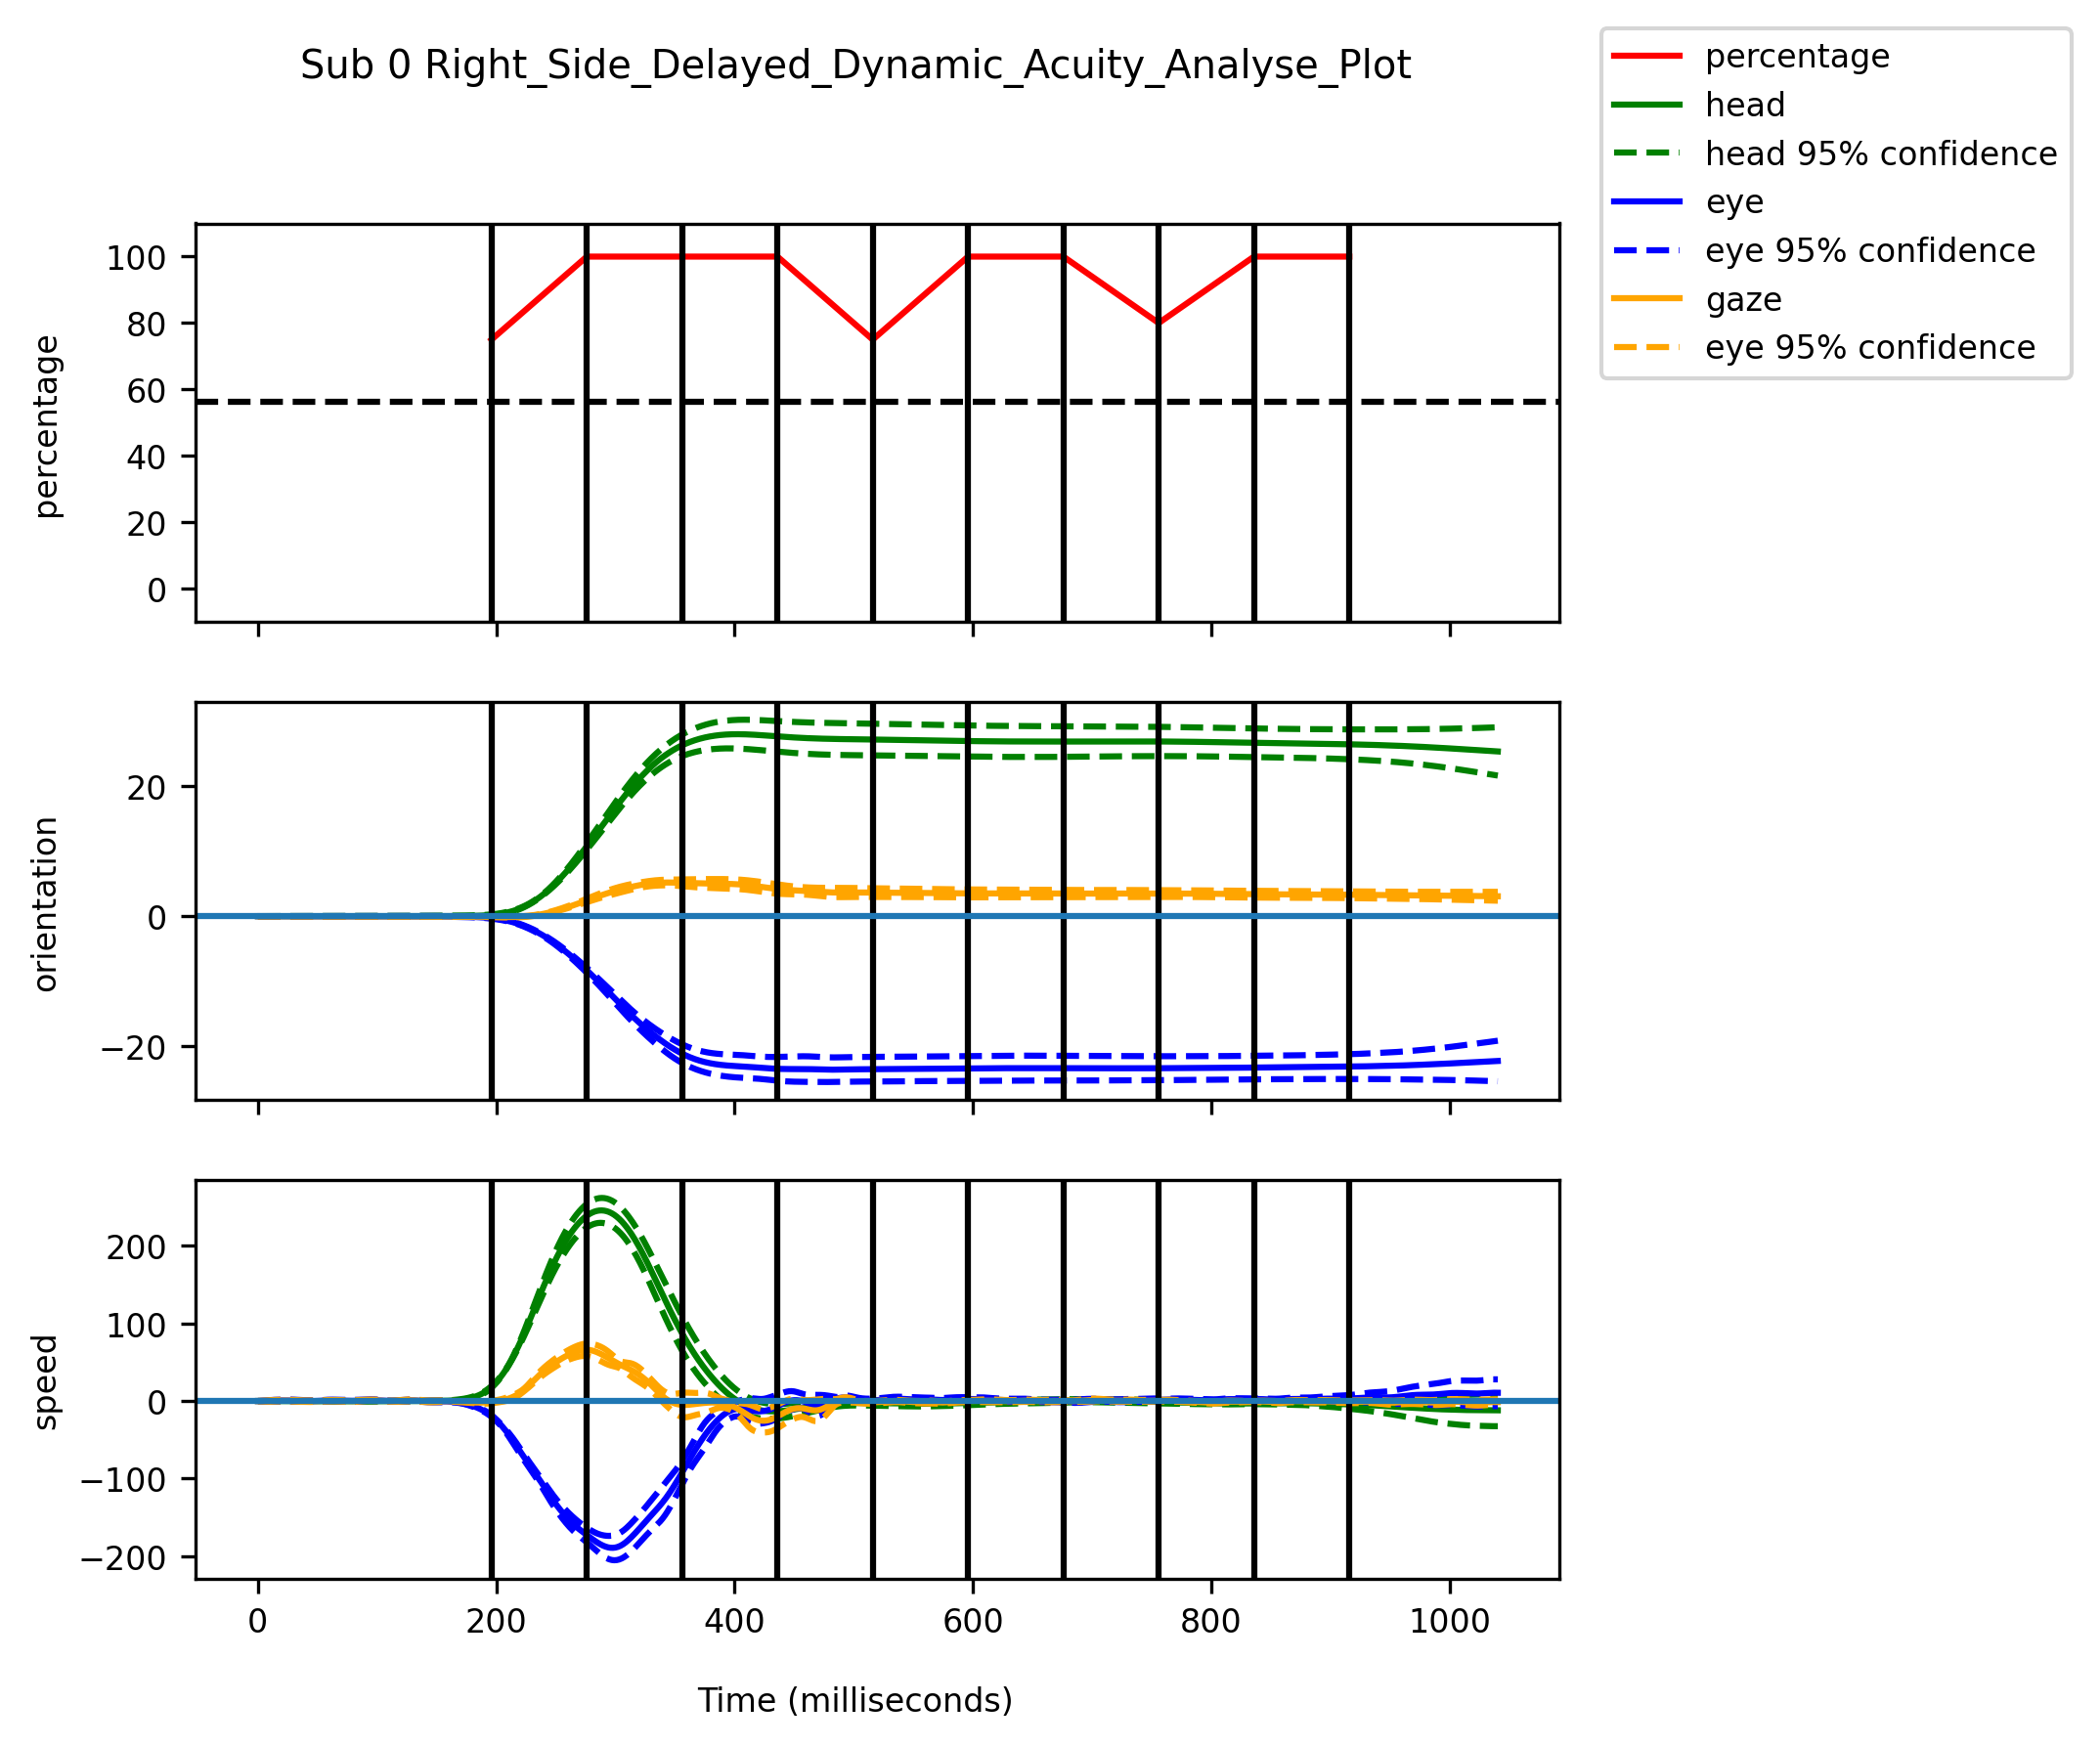 Sub 0 Right_Side_Delayed_Dynamic_Acuity_Analyse_Plot
percentage
head
head 95% confidence
eye
eye 95% confidence
gaze
eye 95% confidence
percentage
100
80
60
40
20
0
orientation
20
0
−20
speed
200
100
0
−100
−200
0 200 400 600 800 1000
Time (milliseconds)